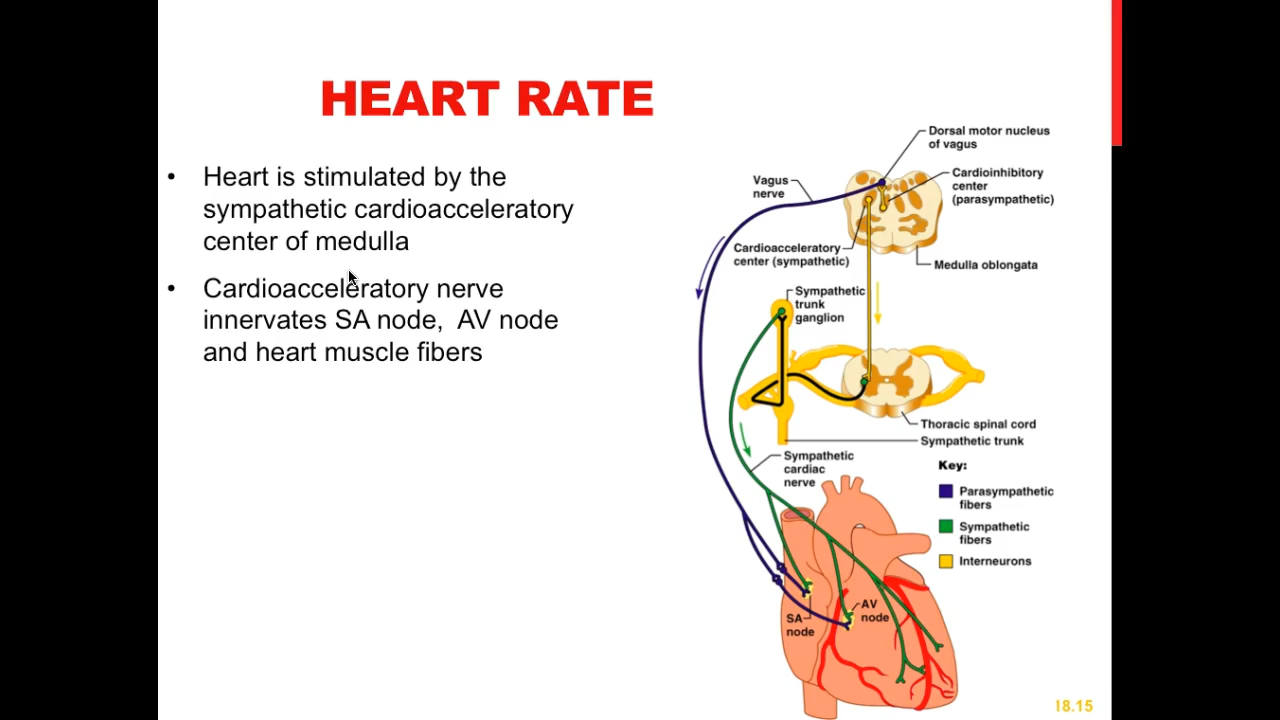 HEART RATE
• Heart is stimulated by the
sympathetic cardioacceleratory
center of medulla
• Cardioacceleratory nerve
innervates SA node,  AV node
and heart muscle fibers
Dorsal motor nucleus
of vagus
Cardioinhibitory
center
(parasympathetic)
Vagus
nerve
Cardioacceleratory
center (sympathetic)
Medulla oblongata
Sympathetic
trunk
ganglion
Thoracic spinal cord
Sympathetic trunk
Sympathetic
cardiac
nerve
Key:
Parasympathetic
fibers
Sympathetic
fibers
Interneurons
AV
node
SA
node
18.15